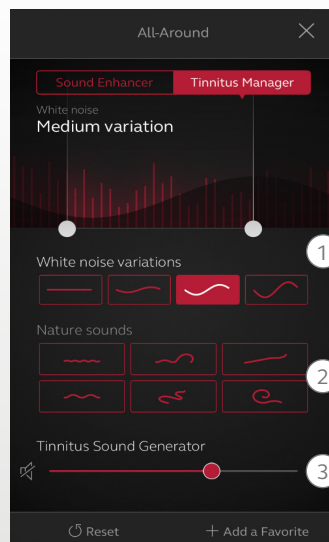 All-Around
Sound Enhancer Tinnitus Manager
White noise
Medium variation
1
White noise variations
Nature sounds
2
Tinnitus Sound Generator
3
Reset + Add a Favorite